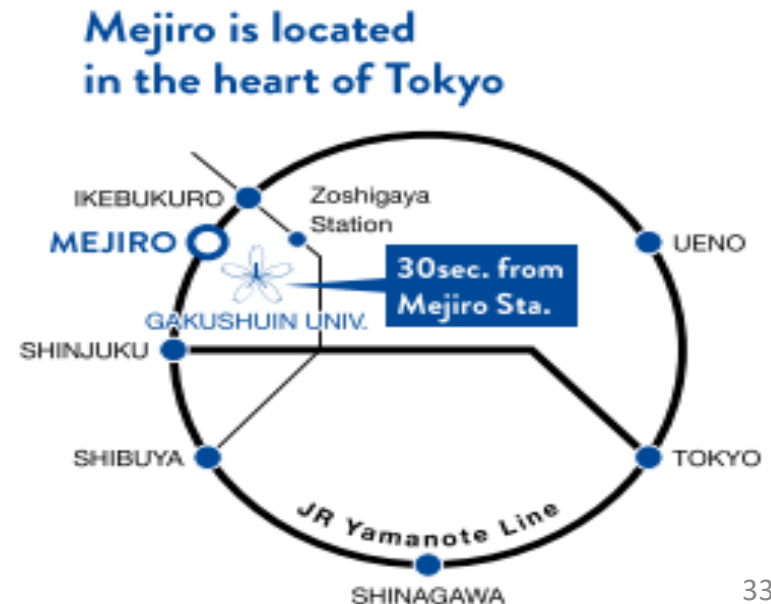 Mejiro is located
in the heart of Tokyo
IKEBUKURO
Zoshigaya
Station
MEJIRO
UENO
30sec. from
Mejiro Sta.
GAKUSHUIN UNIV.
SHINJUKU
SHIBUYA
TOKYO
JR Yamanote Line
SHINAGAWA
33